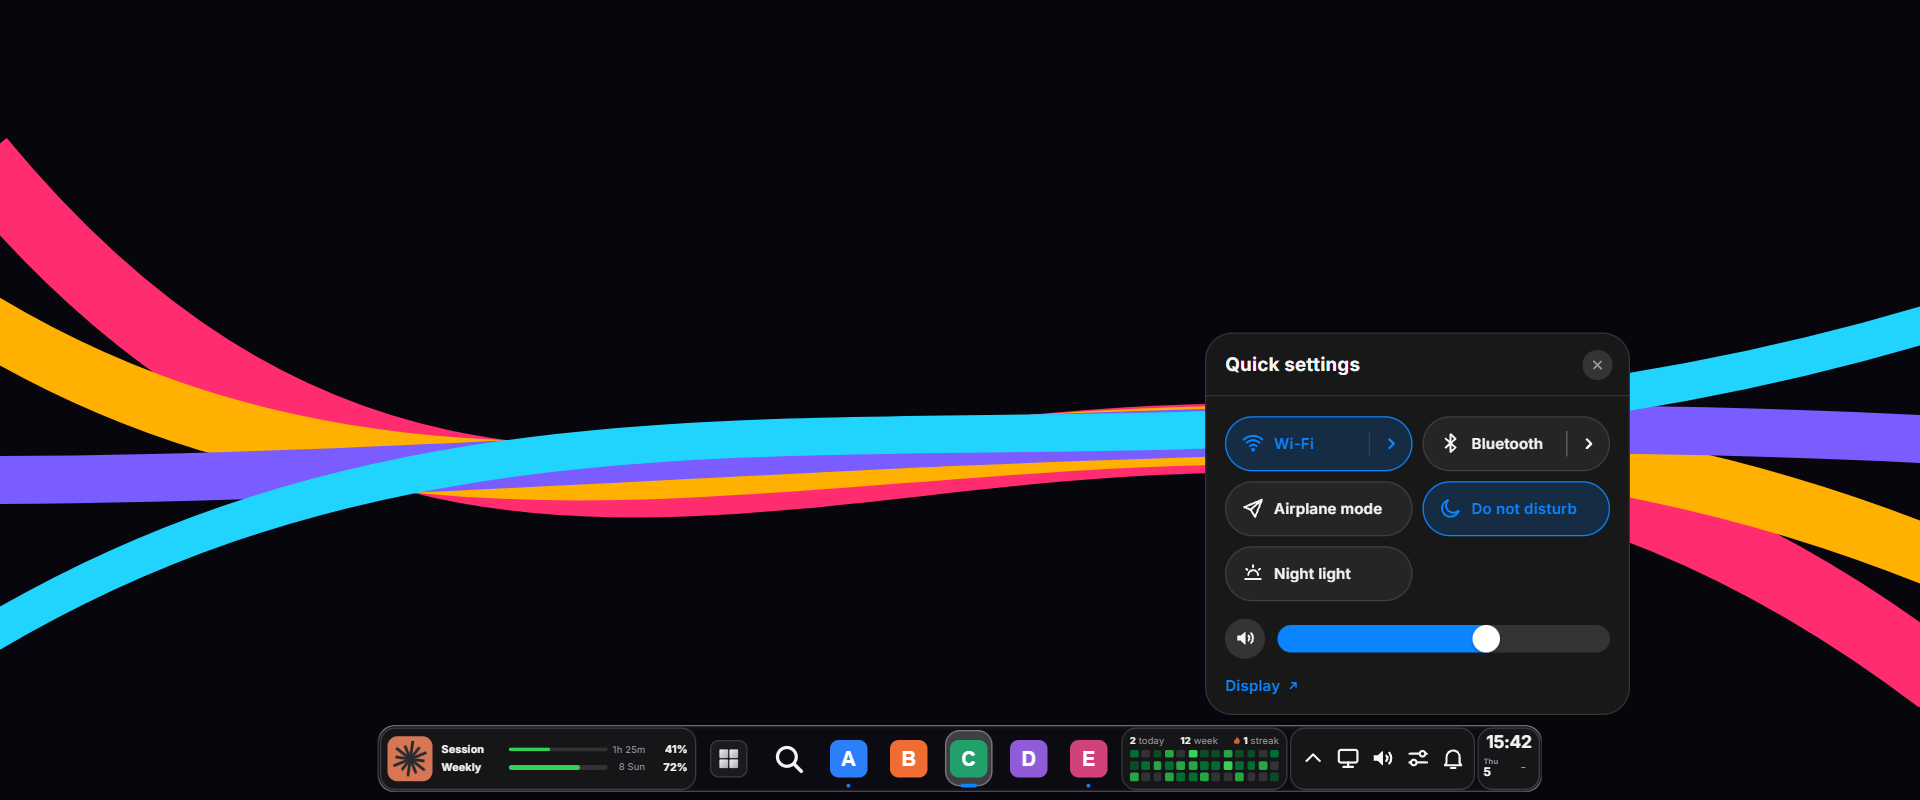 Quick settings
Wi-Fi
Bluetooth
Airplane mode
Do not disturb
Night light
Display
Session 1h 25m 41%
Weekly 8 Sun 72%
A
B
C
D
E
2 today 12 week 1 streak
15:42
Thu
5 –